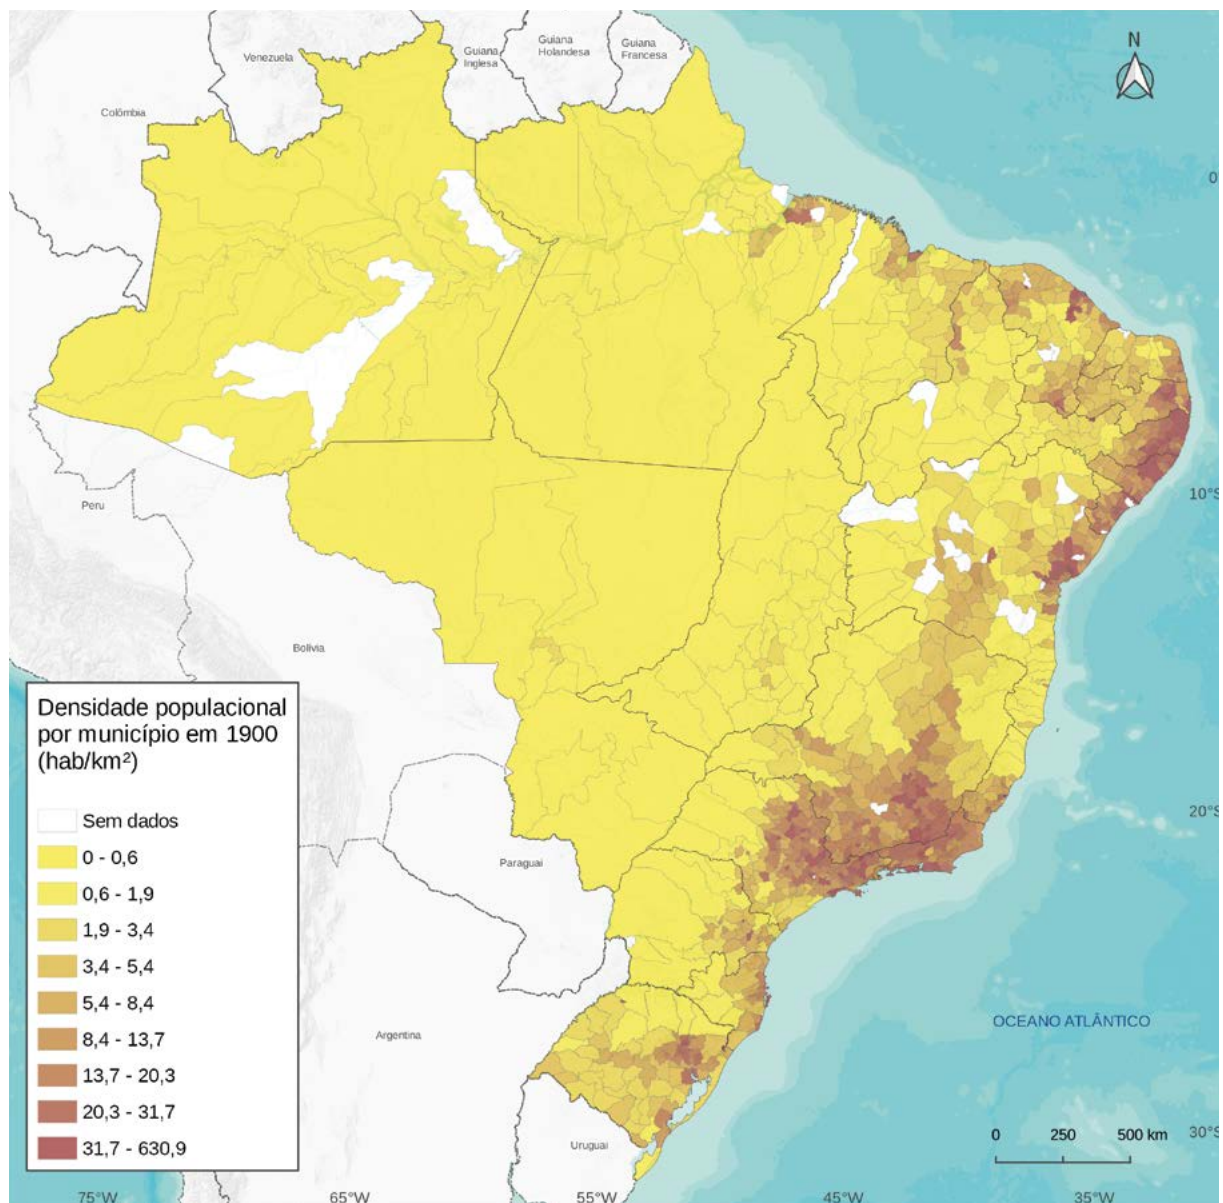 Venezuela
Guiana
Inglesa
Guiana
Holandesa
Guiana
Francesa
N
Colômbia
0°
Peru
10°S
Bolívia
Densidade populacional
por município em 1900
(hab/km²)
Sem dados
0 - 0,6
0,6 - 1,9
1,9 - 3,4
3,4 - 5,4
5,4 - 8,4
8,4 - 13,7
13,7 - 20,3
20,3 - 31,7
31,7 - 630,9
20°S
Paraguai
Argentina
OCEANO ATLÂNTICO
Uruguai
0 250 500 km
30°S
75°W 65°W 55°W 45°W 35°W